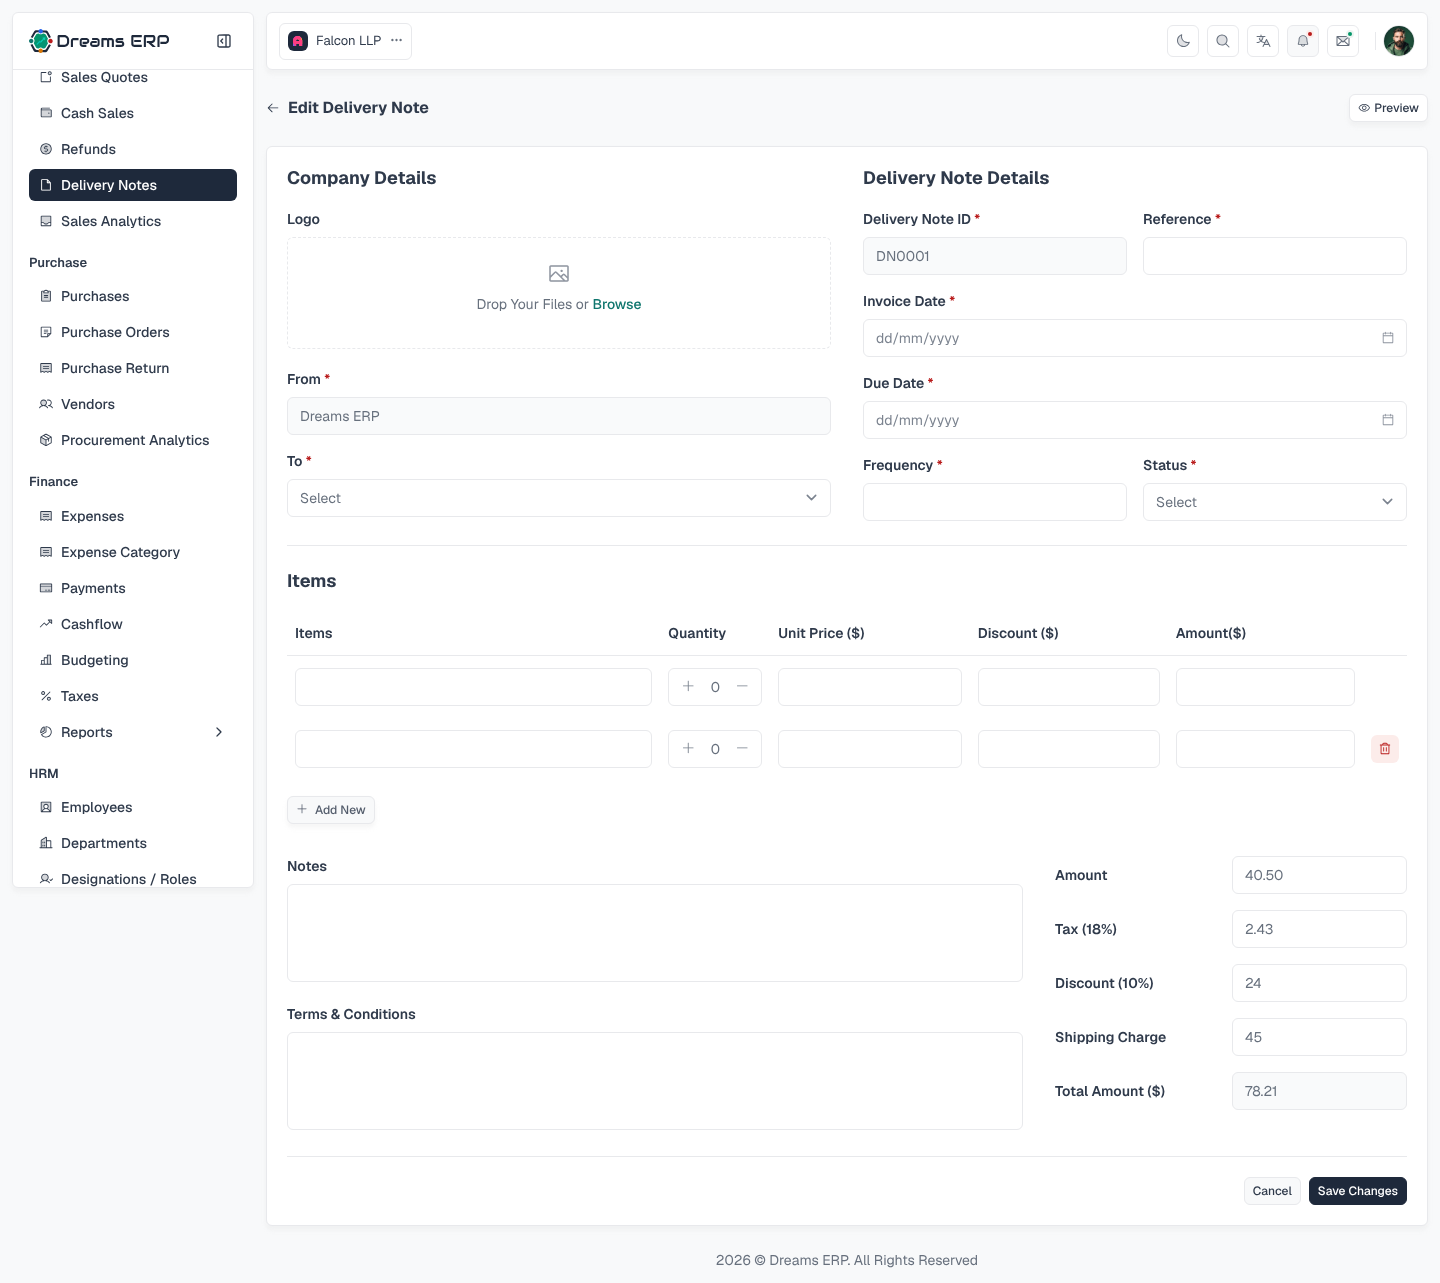 Dreams ERP
Sales Quotes
Cash Sales
Refunds
Delivery Notes
Sales Analytics
Purchase
Purchases
Purchase Orders
Purchase Return
Vendors
Procurement Analytics
Finance
Expenses
Expense Category
Payments
Cashflow
Budgeting
Taxes
Reports
HRM
Employees
Departments
Designations / Roles
Falcon LLP
Edit Delivery Note
Preview
Company Details
Logo
Drop Your Files or Browse
From *
Dreams ERP
To *
Select
Delivery Note Details
Delivery Note ID * Reference *
DN0001
Invoice Date *
dd/mm/yyyy
Due Date *
dd/mm/yyyy
Frequency * Status *
Select
Items
Items Quantity Unit Price ($) Discount ($) Amount($)
+ 0 −
+ 0 −
+ Add New
Notes
Terms & Conditions
Amount 40.50
Tax (18%) 2.43
Discount (10%) 24
Shipping Charge 45
Total Amount ($) 78.21
Cancel Save Changes
2026 © Dreams ERP. All Rights Reserved